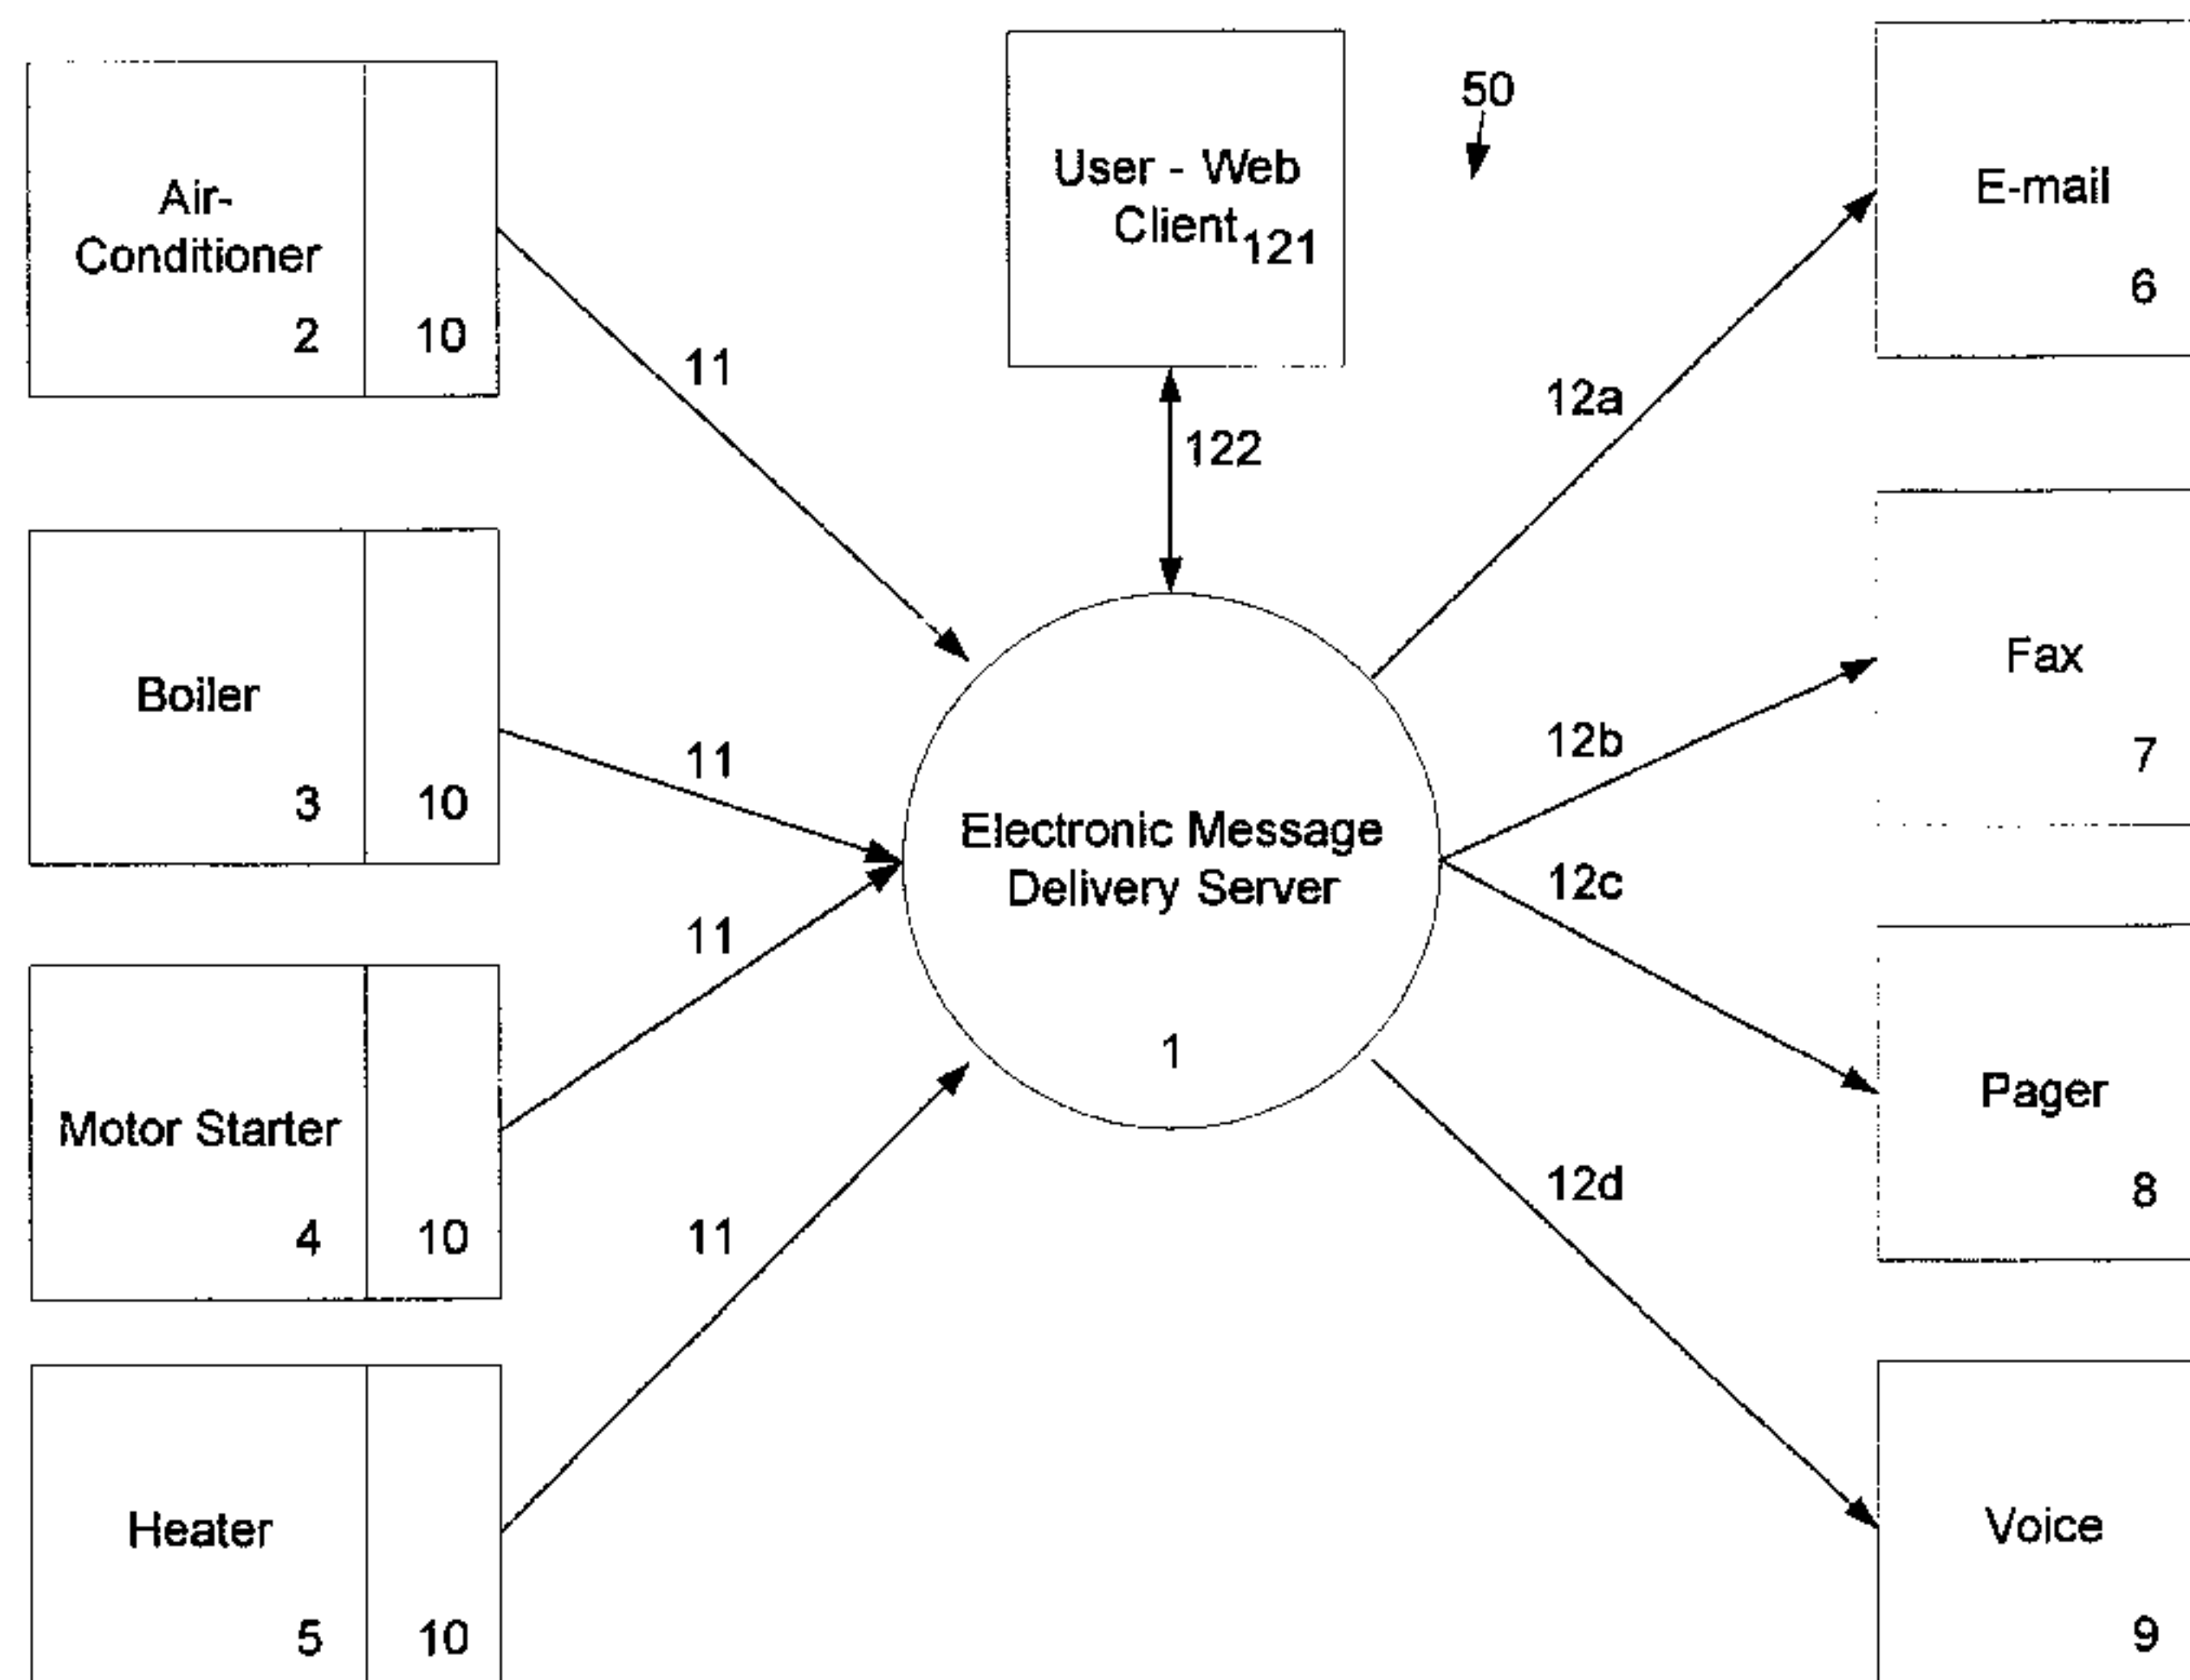 Air-
Conditioner
2
10
11
User - Web
Client 121
122
50
12a
E-mail
6
Boiler
3
10
11
Electronic Message
Delivery Server
1
12b
Fax
7
Motor Starter
4
10
11
12c
Pager
8
Heater
5
10
11
12d
Voice
9